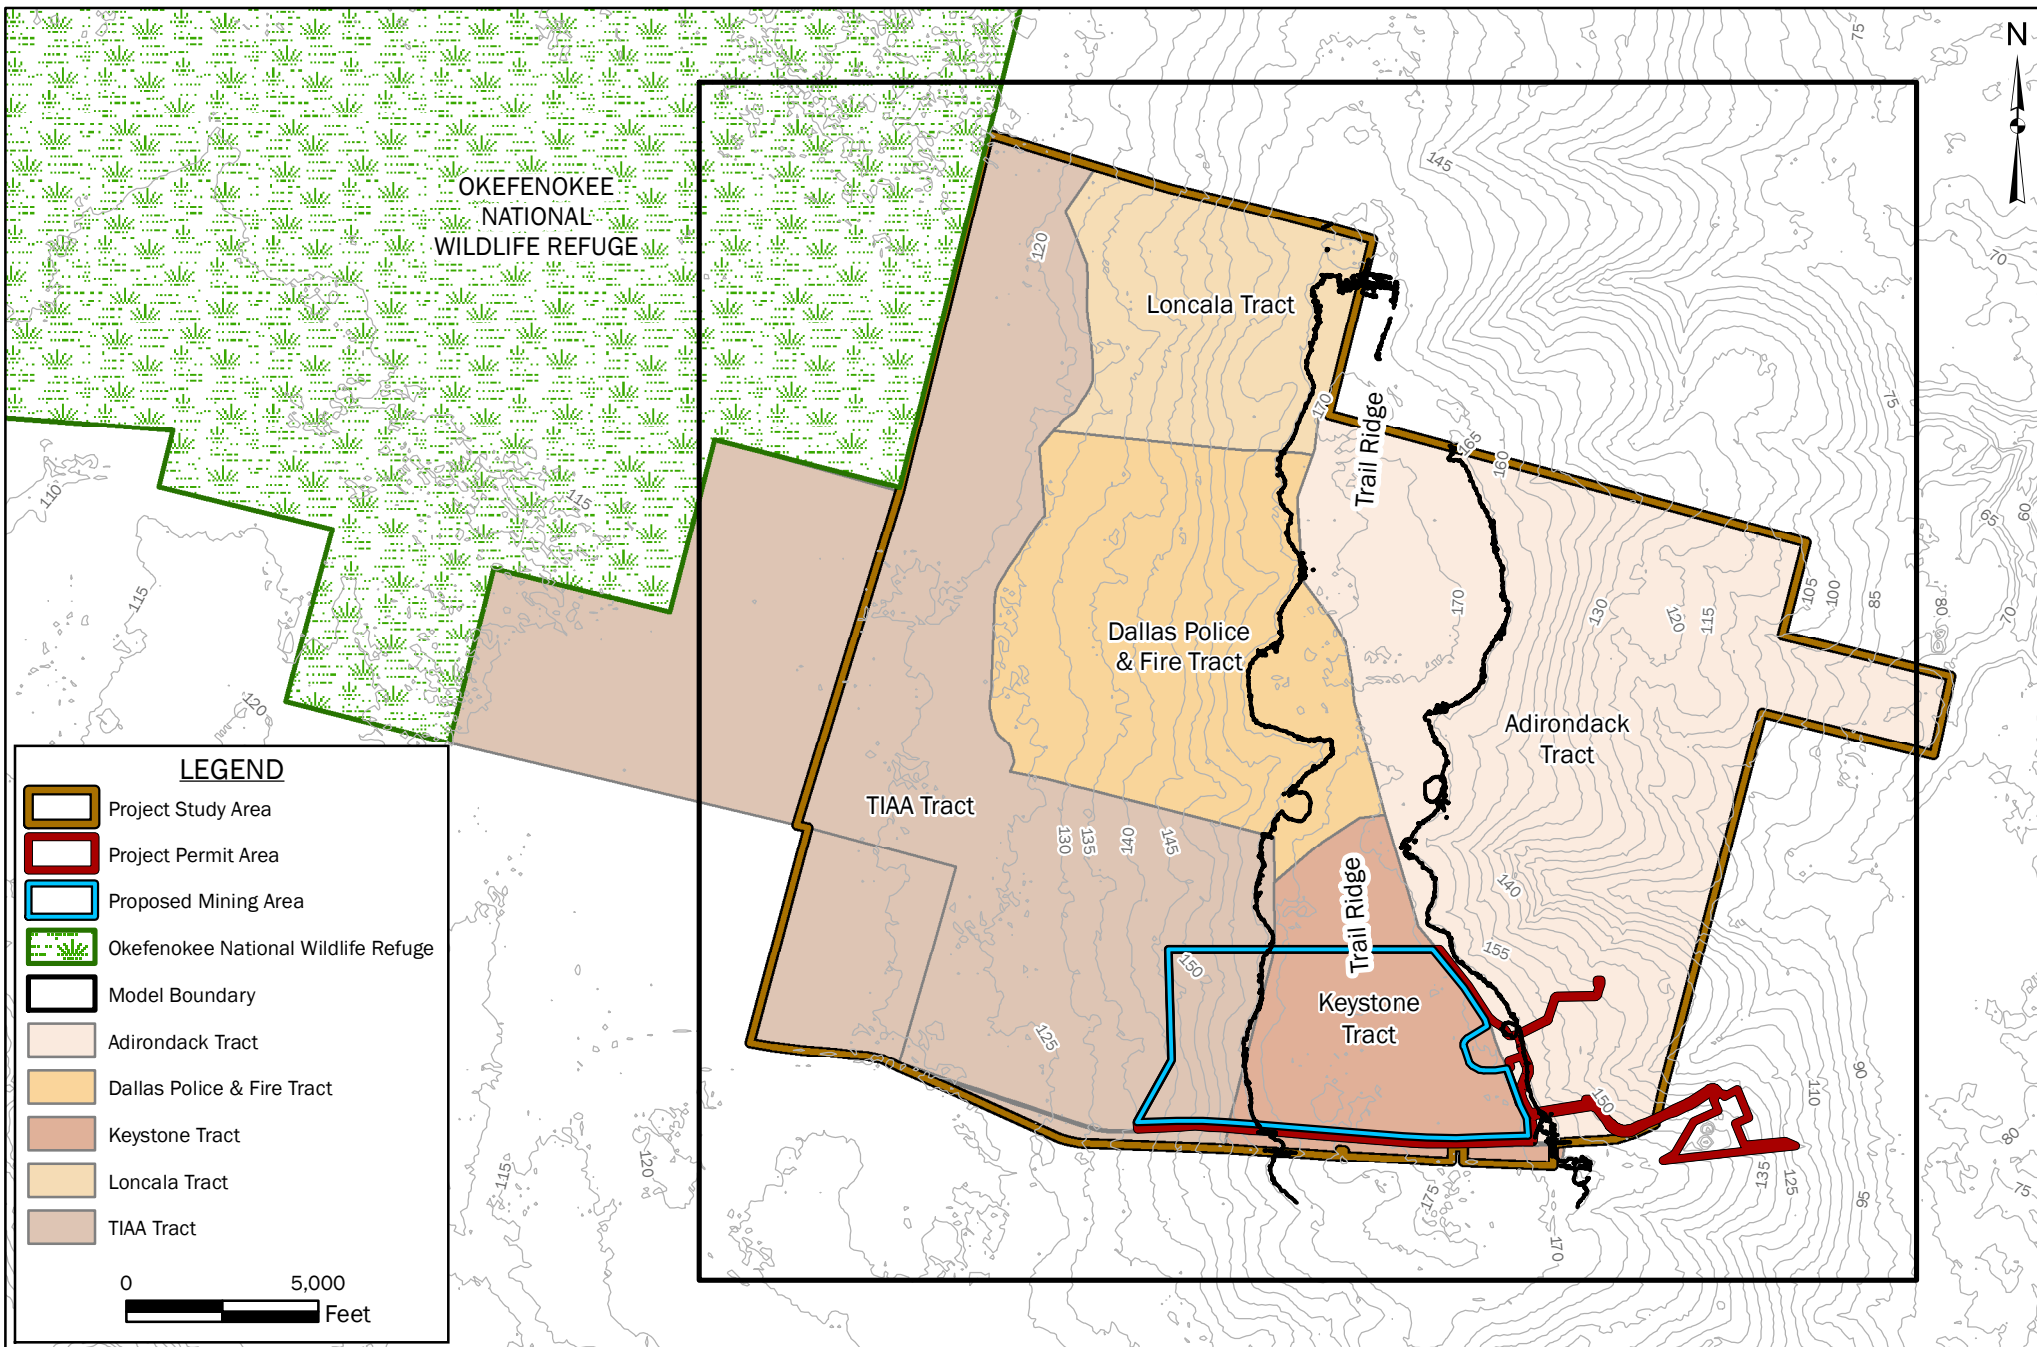 N
OKEFENOKEE
NATIONAL
WILDLIFE REFUGE
75
145
70
120
Loncala Tract
75
170
Trail Ridge
165
160
110
115
65
60
115
105
100
85
80
70
170
130
120
115
Dallas Police
& Fire Tract
120
Adirondack
Tract
TIAA Tract
130
135
140
145
140
Trail Ridge
155
150
Keystone
Tract
125
150
110
90
80
75
95
115
120
135
125
175
170
LEGEND
Project Study Area
Project Permit Area
Proposed Mining Area
Okefenokee National Wildlife Refuge
Model Boundary
Adirondack Tract
Dallas Police & Fire Tract
Keystone Tract
Loncala Tract
TIAA Tract
0 5,000
Feet